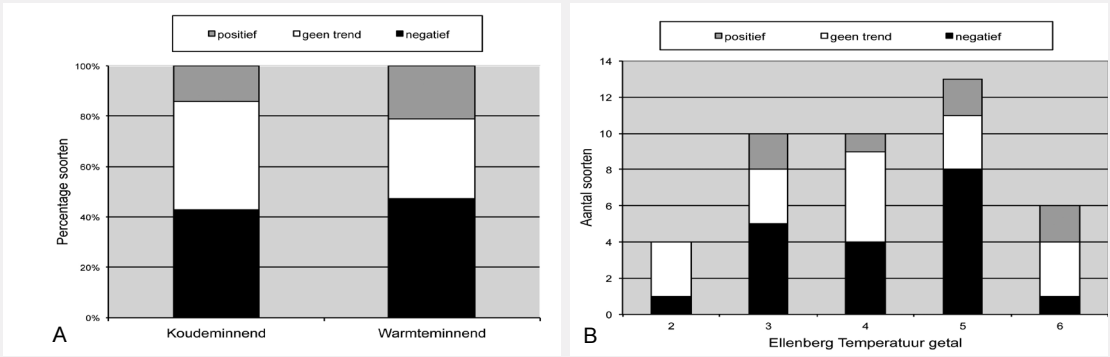 positief geen trend negatief
100%
80%
60%
40%
20%
0%
Percentage soorten
Koudeminnend Warmteminnend
A
positief geen trend negatief
14
12
10
8
6
4
2
0
Aantal soorten
2 3 4 5 6
Ellenberg Temperatuur getal
B